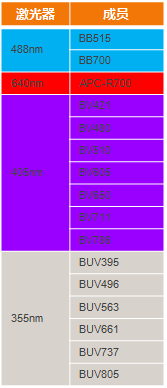 激光器 成员
488nm
BB515
BB700
640nm
APC-R700
405nm
BV421
BV480
BV510
BV605
BV650
BV711
BV786
355nm
BUV395
BUV496
BUV563
BUV661
BUV737
BUV805